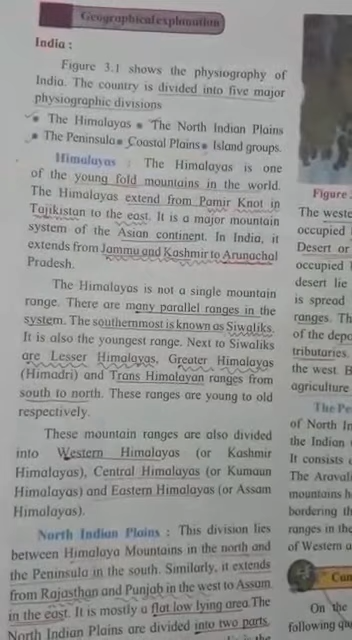 Geographical explanation
India :
Figure 3.1 shows the physiography of
India. The country is divided into five major
physiographic divisions
• The Himalayas • The North Indian Plains
• The Peninsula • Coastal Plains • Island groups.
Himalayas : The Himalayas is one
of the young fold mountains in the world.
The Himalayas extend from Pamir Knot in
Tajikistan to the east. It is a major mountain
system of the Asian continent. In India, it
extends from Jammu and Kashmir to Arunachal
Pradesh.
The Himalayas is not a single mountain
range. There are many parallel ranges in the
system. The southernmost is known as Siwaliks.
It is also the youngest range. Next to Siwaliks
are Lesser Himalayas, Greater Himalayas
(Himadri) and Trans Himalayan ranges from
south to north. These ranges are young to old
respectively.
These mountain ranges are also divided
into Western Himalayas (or Kashmir
Himalayas), Central Himalayas (or Kumaun
Himalayas) and Eastern Himalayas (or Assam
Himalayas).
North Indian Plains : This division lies
between Himalaya Mountains in the north and
the Peninsula in the south. Similarly, it extends
from Rajasthan and Punjab in the west to Assam
in the east. It is mostly a flat low lying area. The
North Indian Plains are divided into two parts.
Figure
The weste
occupied
Desert or
occupied
desert lie
is spread
ranges. Th
of the depo
tributaries.
the west. B
agriculture
The Pe
of North In
the Indian
It consists
The Aravali
mountains h
bordering th
ranges in the
of Western a
On the
following que